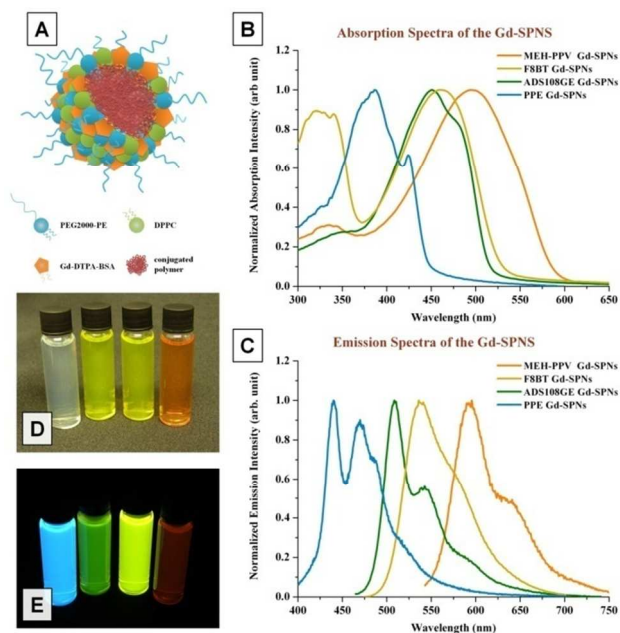 A
PEG2000-PE
DPPC
Gd-DTPA-BSA
conjugated
polymer
B
Absorption Spectra of the Gd-SPNS
MEH-PPV Gd-SPNs
F8BT Gd-SPNs
ADS108GE Gd-SPNs
PPE Gd-SPNs
Normalized Absorption Intensity (arb unit)
1.2
1.0
0.8
0.6
0.4
0.2
0.0
300 350 400 450 500 550 600 650
Wavelength (nm)
C
Emission Spectra of the Gd-SPNS
MEH-PPV Gd-SPNs
F8BT Gd-SPNs
ADS108GE Gd-SPNs
PPE Gd-SPNs
Normalized Emission Intensity (arb. unit)
1.2
1.0
0.8
0.6
0.4
0.2
0.0
400 450 500 550 600 650 700 750
Wavelength (nm)
D
E